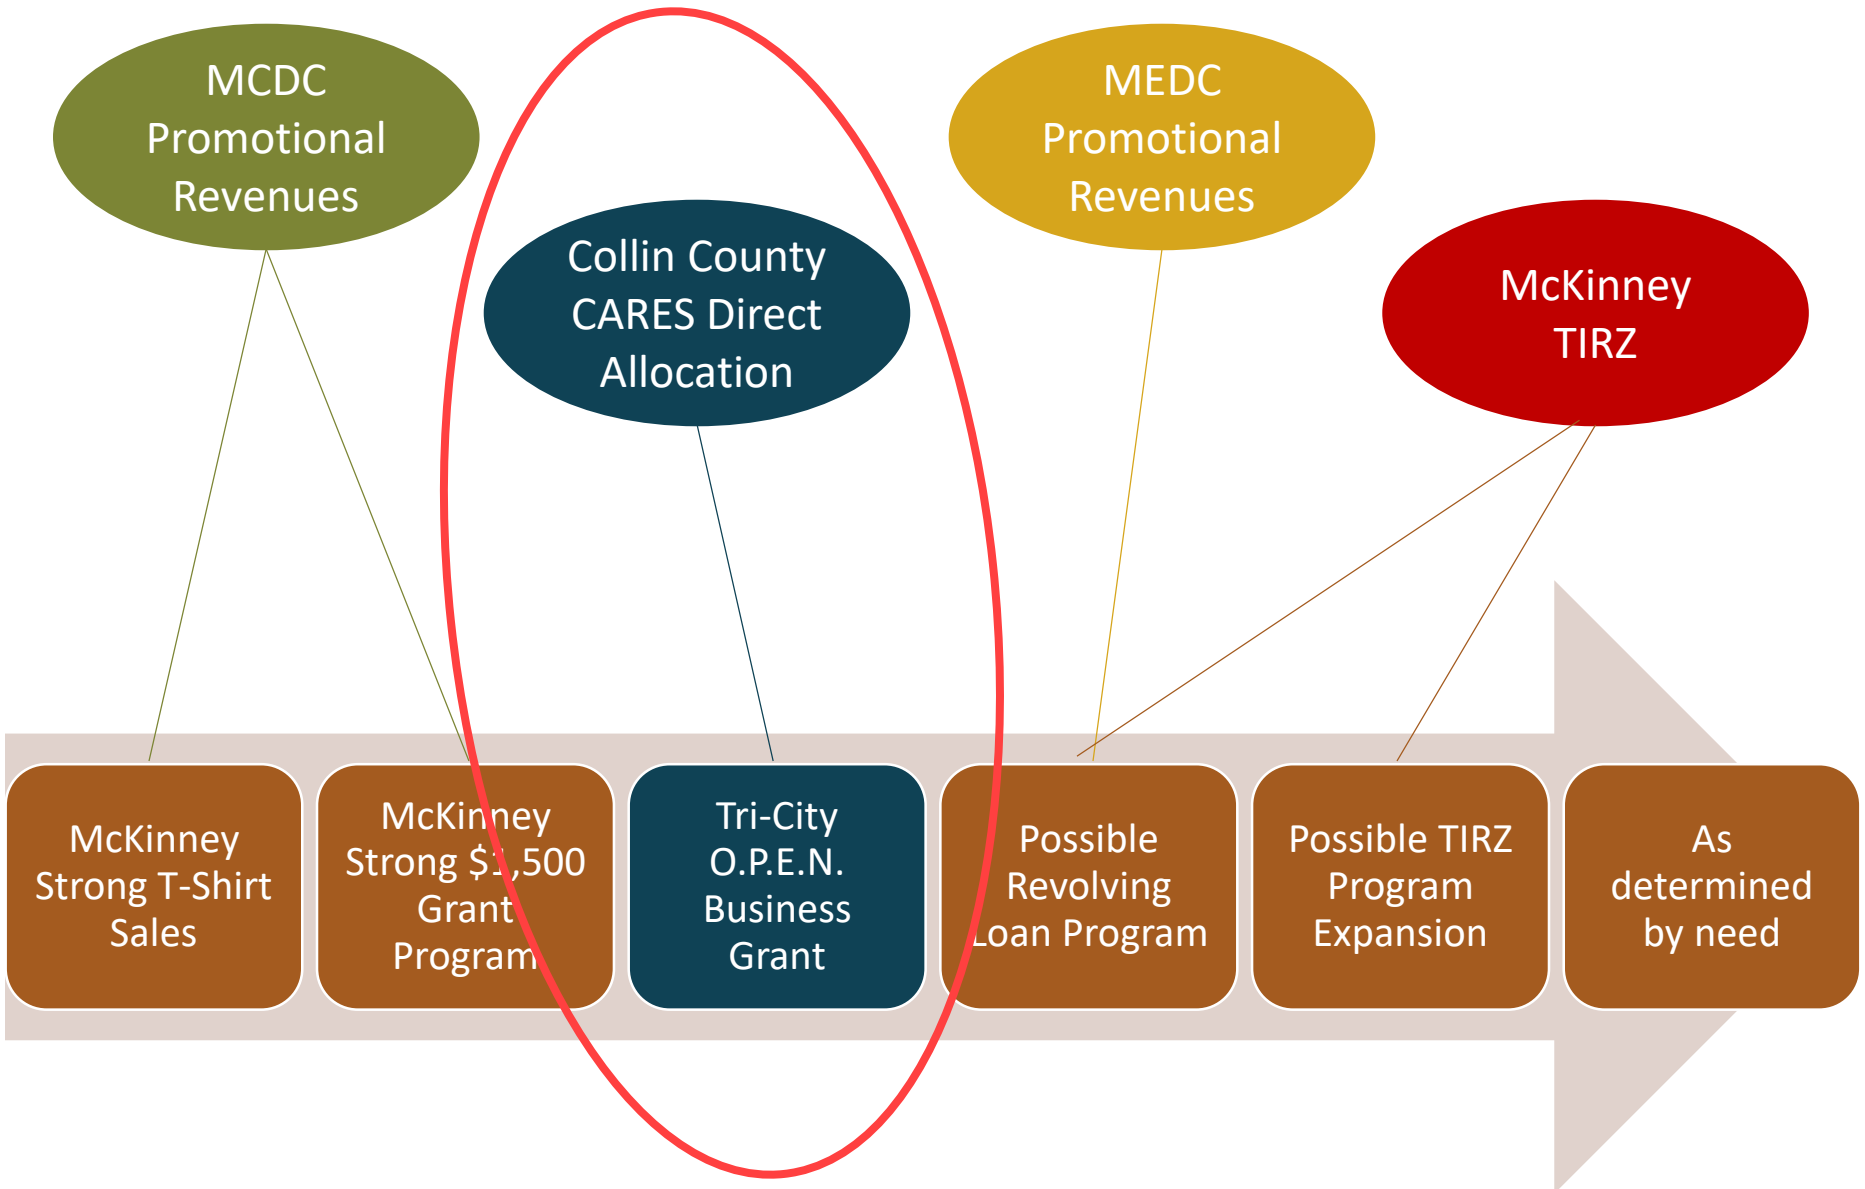 MCDC
Promotional
Revenues
Collin County
CARES Direct
Allocation
MEDC
Promotional
Revenues
McKinney
TIRZ
McKinney
Strong T-Shirt
Sales
McKinney
Strong $1,500
Grant
Program
Tri-City
O.P.E.N.
Business
Grant
Possible
Revolving
Loan Program
Possible TIRZ
Program
Expansion
As
determined
by need